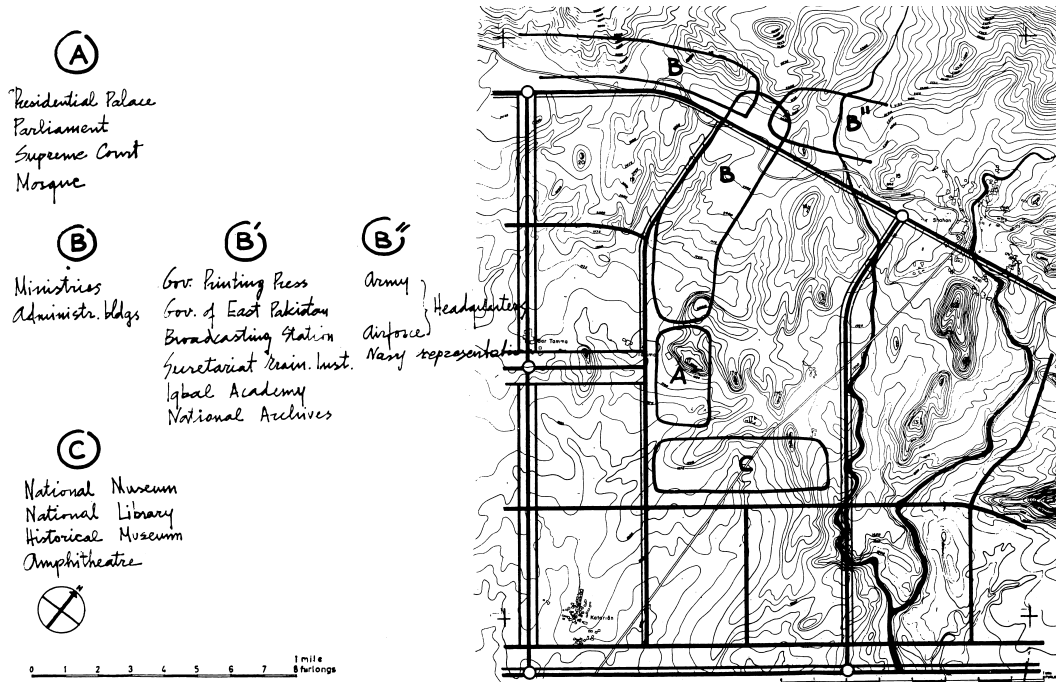 A
Presidential Palace
Parliament
Supreme Court
Mosque
B
Ministries
Administr. bldgs
B'
Gov. Printing Press
Gov. of East Pakistan
Broadcasting Station
Secretariat Train. Inst.
Iqbal Academy
National Archives
B"
Army
Airforce
Headquarters
Navy representation
C
National Museum
National Library
Historical Museum
Amphitheatre
N
0 1 2 3 4 5 6 7
1 mile
8 furlongs
B'
B"
B
A
C
Shahan
Katarian